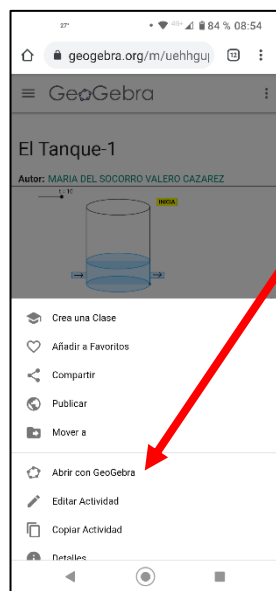 27°
4G+ 84 % 08:54
geogebra.org/m/uehhgu
12
GeoGebra
El Tanque-1
Autor: MARIA DEL SOCORRO VALERO CAZAREZ
INICIA
Crea una Clase
Añadir a Favoritos
Compartir
Publicar
Mover a
Abrir con GeoGebra
Editar Actividad
Copiar Actividad
Detalles